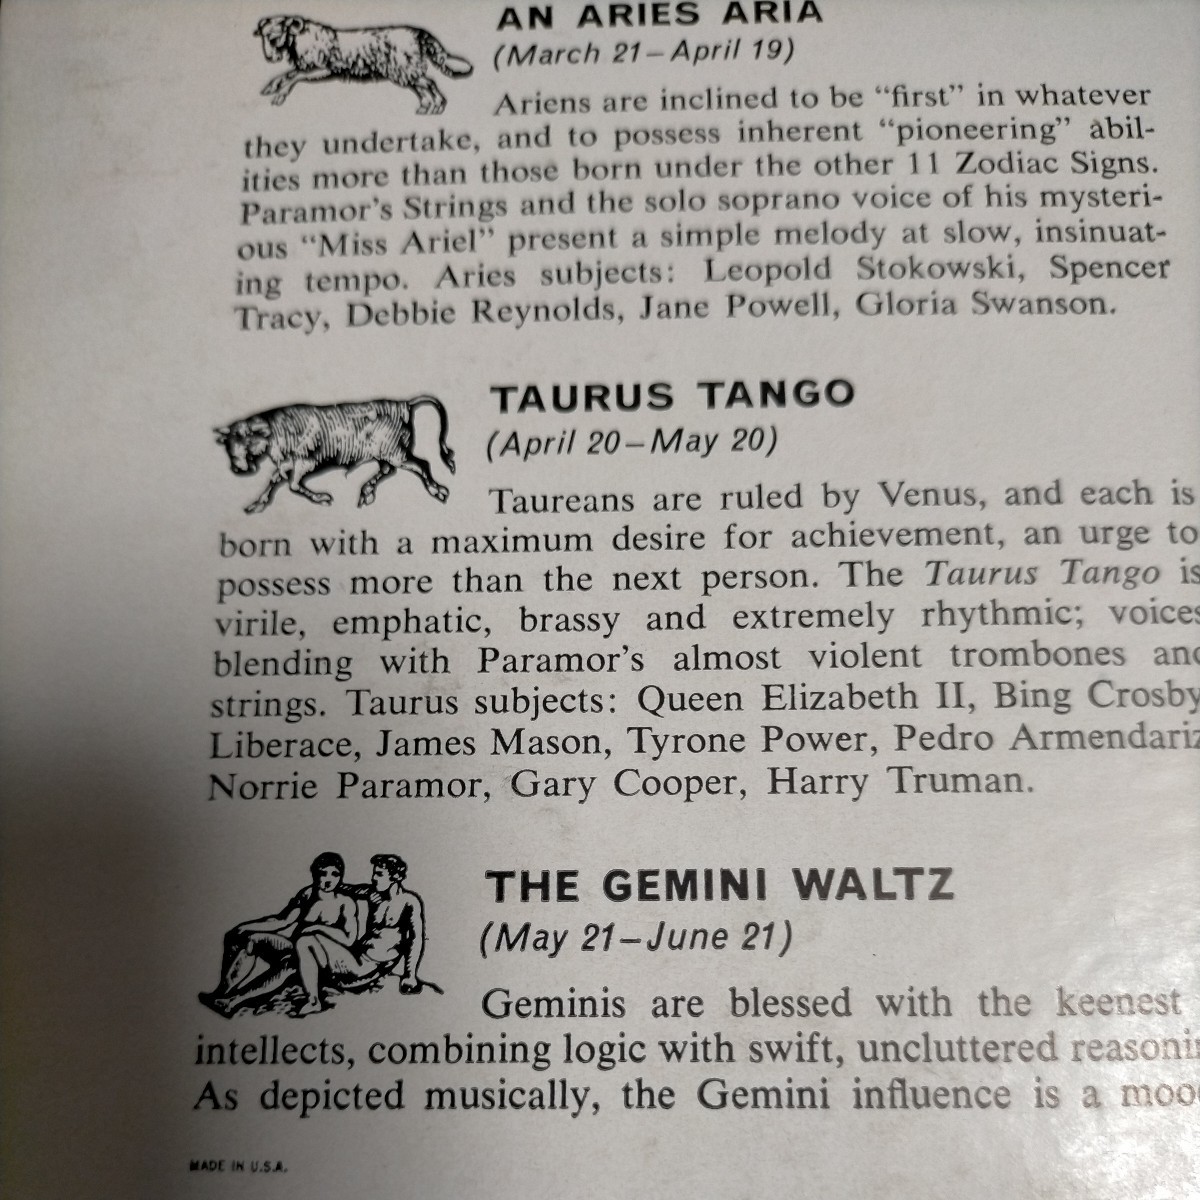 AN ARIES ARIA
(March 21–April 19)
Ariens are inclined to be “first” in whatever
they undertake, and to possess inherent “pioneering” abil-
ities more than those born under the other 11 Zodiac Signs.
Paramor’s Strings and the solo soprano voice of his mysteri-
ous “Miss Ariel” present a simple melody at slow, insinuat-
ing tempo. Aries subjects: Leopold Stokowski, Spencer
Tracy, Debbie Reynolds, Jane Powell, Gloria Swanson.
TAURUS TANGO
(April 20–May 20)
Taureans are ruled by Venus, and each is
born with a maximum desire for achievement, an urge to
possess more than the next person. The Taurus Tango is
virile, emphatic, brassy and extremely rhythmic; voices
blending with Paramor’s almost violent trombones and
strings. Taurus subjects: Queen Elizabeth II, Bing Crosby
Liberace, James Mason, Tyrone Power, Pedro Armendariz
Norrie Paramor, Gary Cooper, Harry Truman.
THE GEMINI WALTZ
(May 21–June 21)
Geminis are blessed with the keenest
intellects, combining logic with swift, uncluttered reasoni
As depicted musically, the Gemini influence is a moo
MADE IN U.S.A.